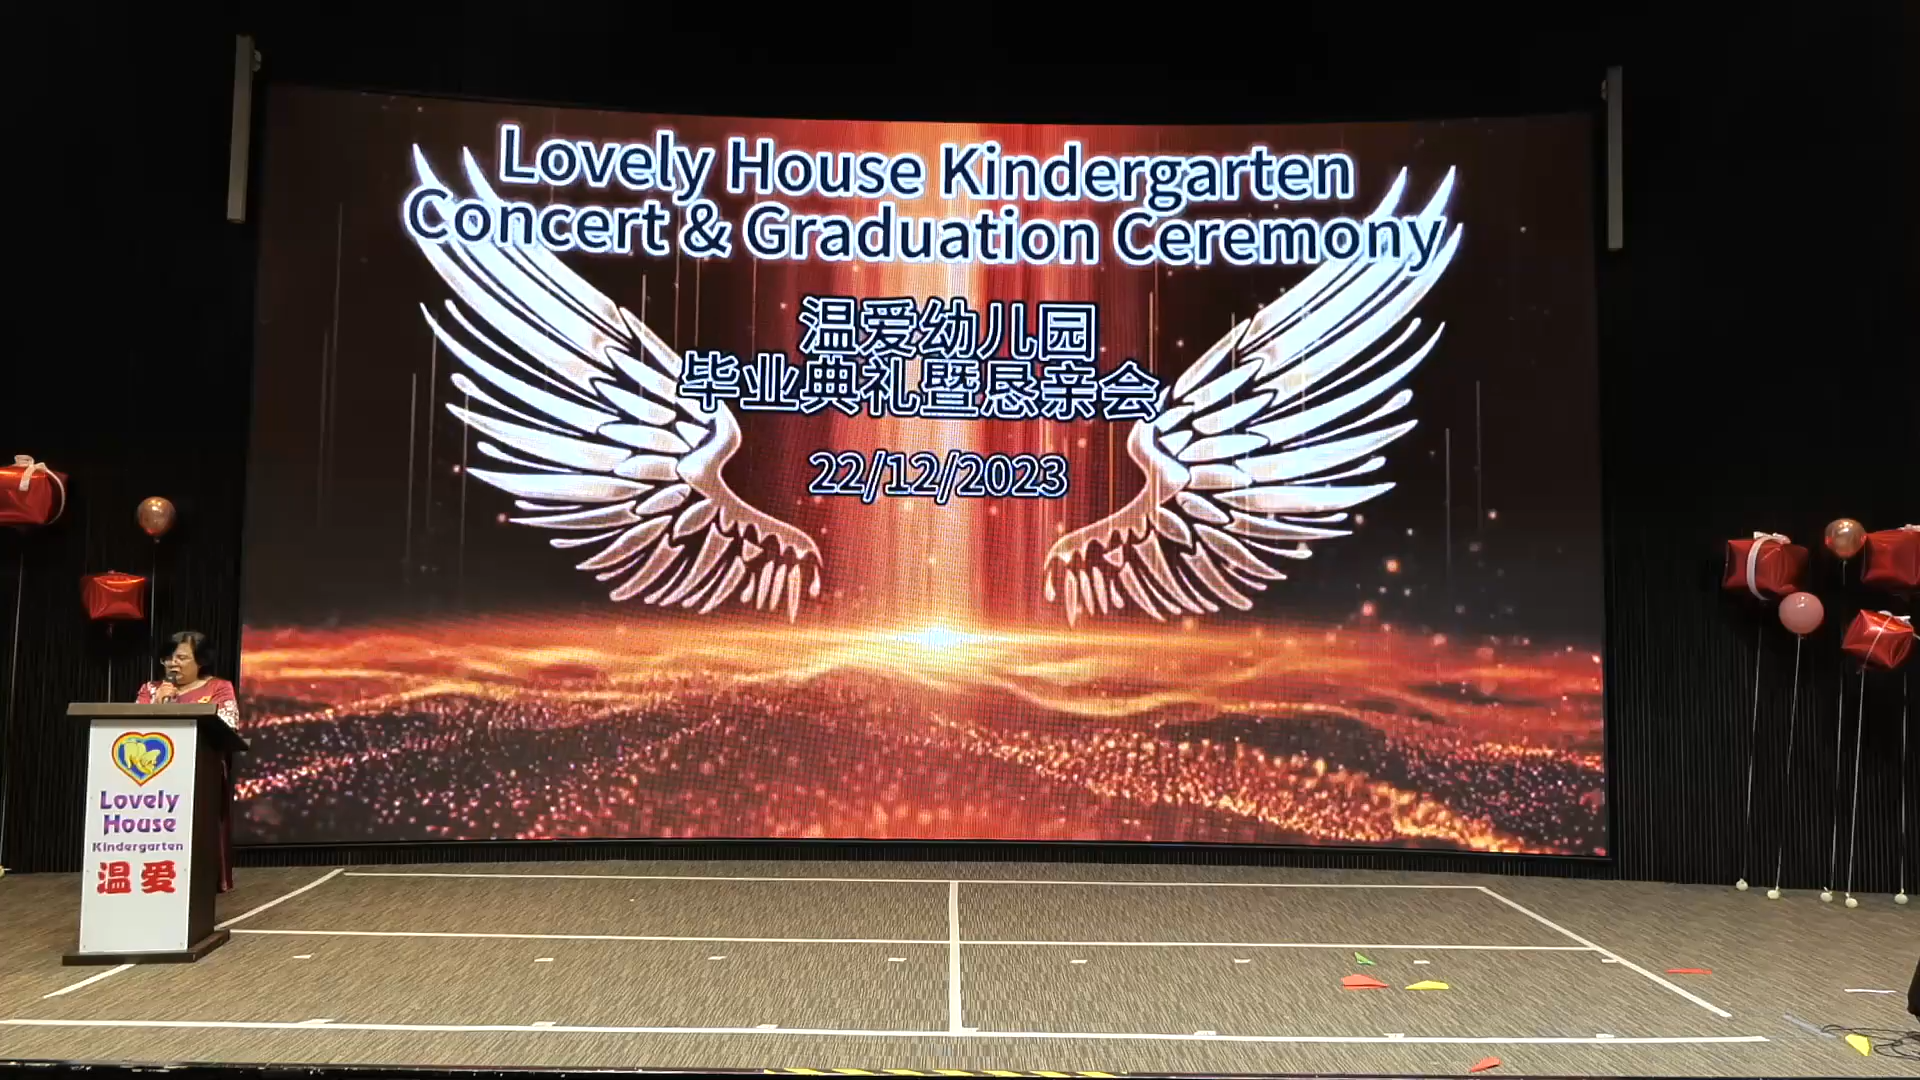 Lovely House Kindergarten
Concert & Graduation Ceremony
温爱幼儿园
毕业典礼暨恳亲会
22/12/2023
Lovely
House
Kindergarten
温爱